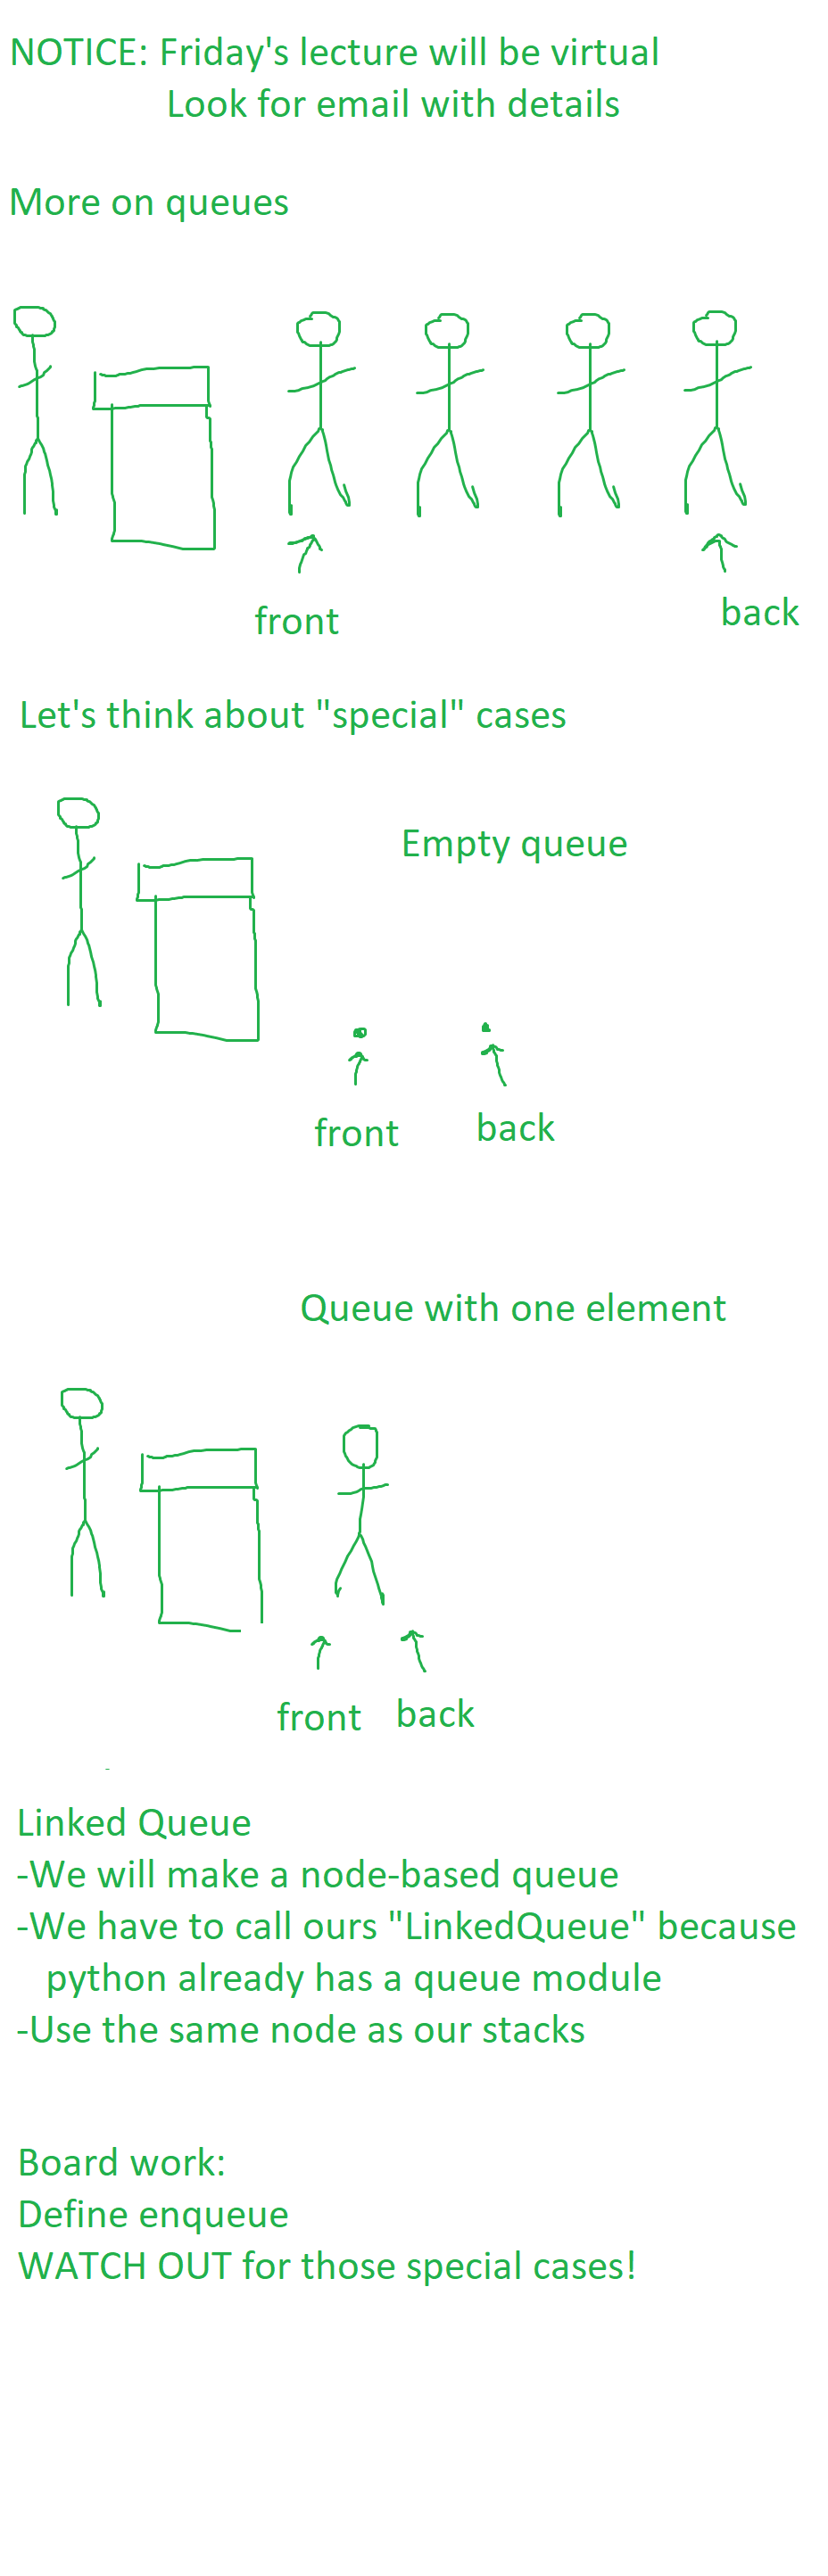 NOTICE: Friday's lecture will be virtual
Look for email with details
More on queues
front
back
Let's think about "special" cases
Empty queue
front
back
Queue with one element
front
back
Linked Queue
-We will make a node-based queue
-We have to call ours "LinkedQueue" because
python already has a queue module
-Use the same node as our stacks
Board work:
Define enqueue
WATCH OUT for those special cases!